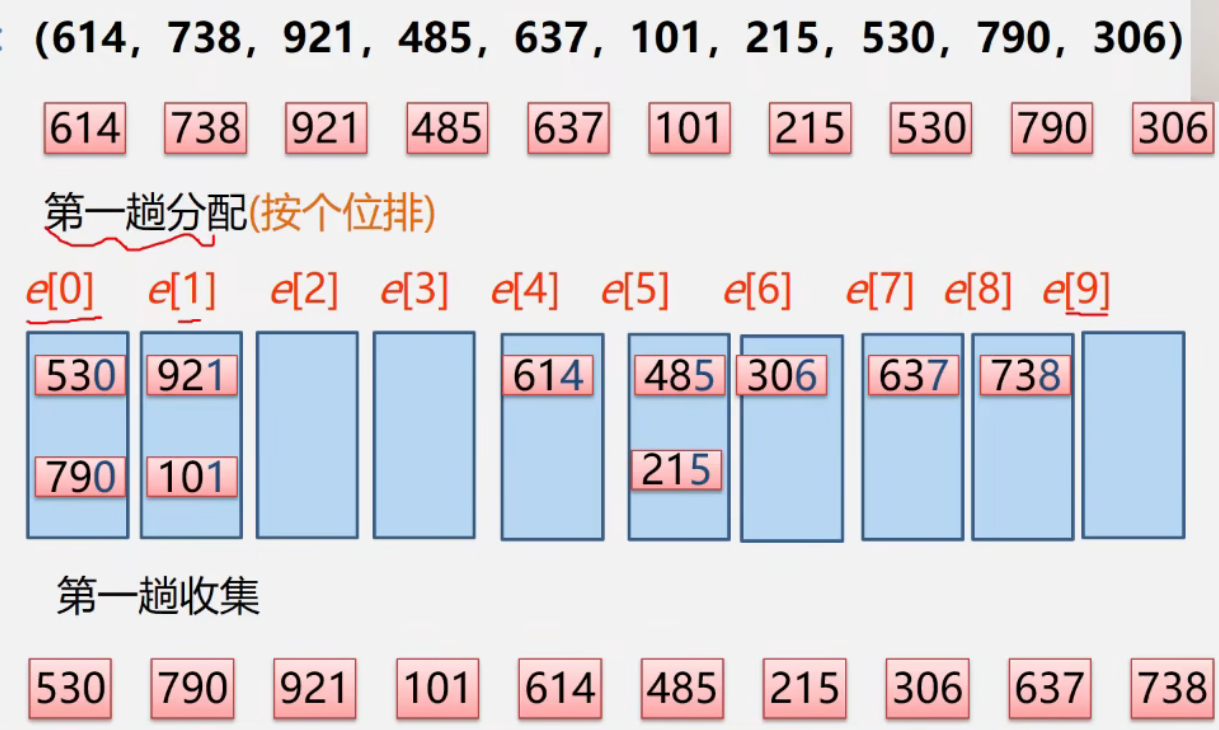 : (614, 738, 921, 485, 637, 101, 215, 530, 790, 306)
614 738 921 485 637 101 215 530 790 306
第一趟分配(按个位排)
e[0] e[1] e[2] e[3] e[4] e[5] e[6] e[7] e[8] e[9]
530 921 614 485 306 637 738
790 101 215
第一趟收集
530 790 921 101 614 485 215 306 637 738